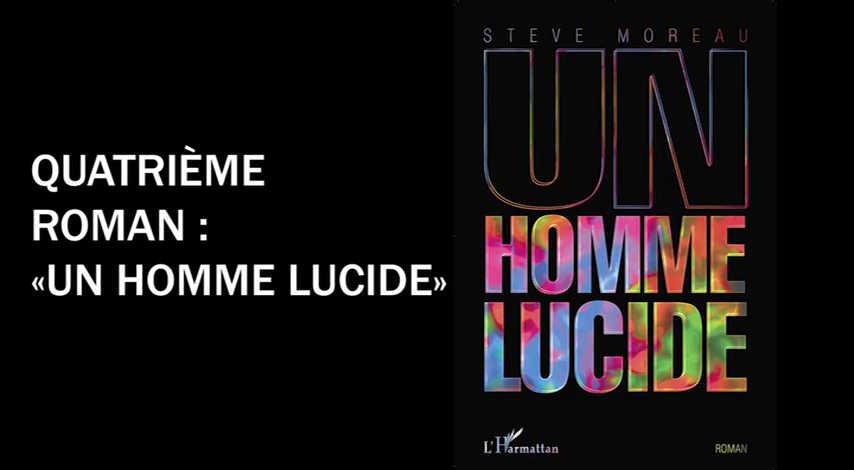 QUATRIÈME
ROMAN :
«UN HOMME LUCIDE»
STEVE MOREAU
UN
HOMME
LUCIDE
L'Harmattan
ROMAN